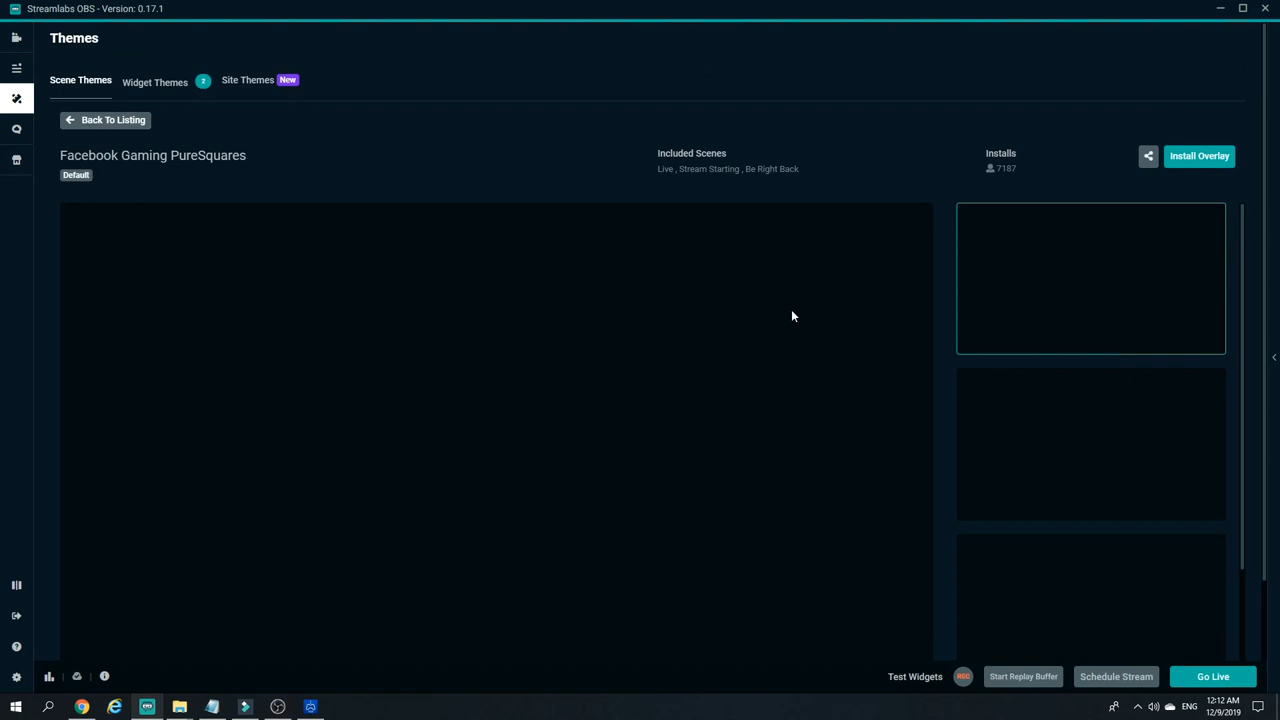 Streamlabs OBS - Version: 0.17.1
Themes
Scene Themes
Widget Themes 2
Site Themes New
Back To Listing
Facebook Gaming PureSquares
Default
Included Scenes
Live , Stream Starting , Be Right Back
Installs
7187
Install Overlay
Test Widgets
REC
Start Replay Buffer
Schedule Stream
Go Live
ENG
12:12 AM
12/9/2019